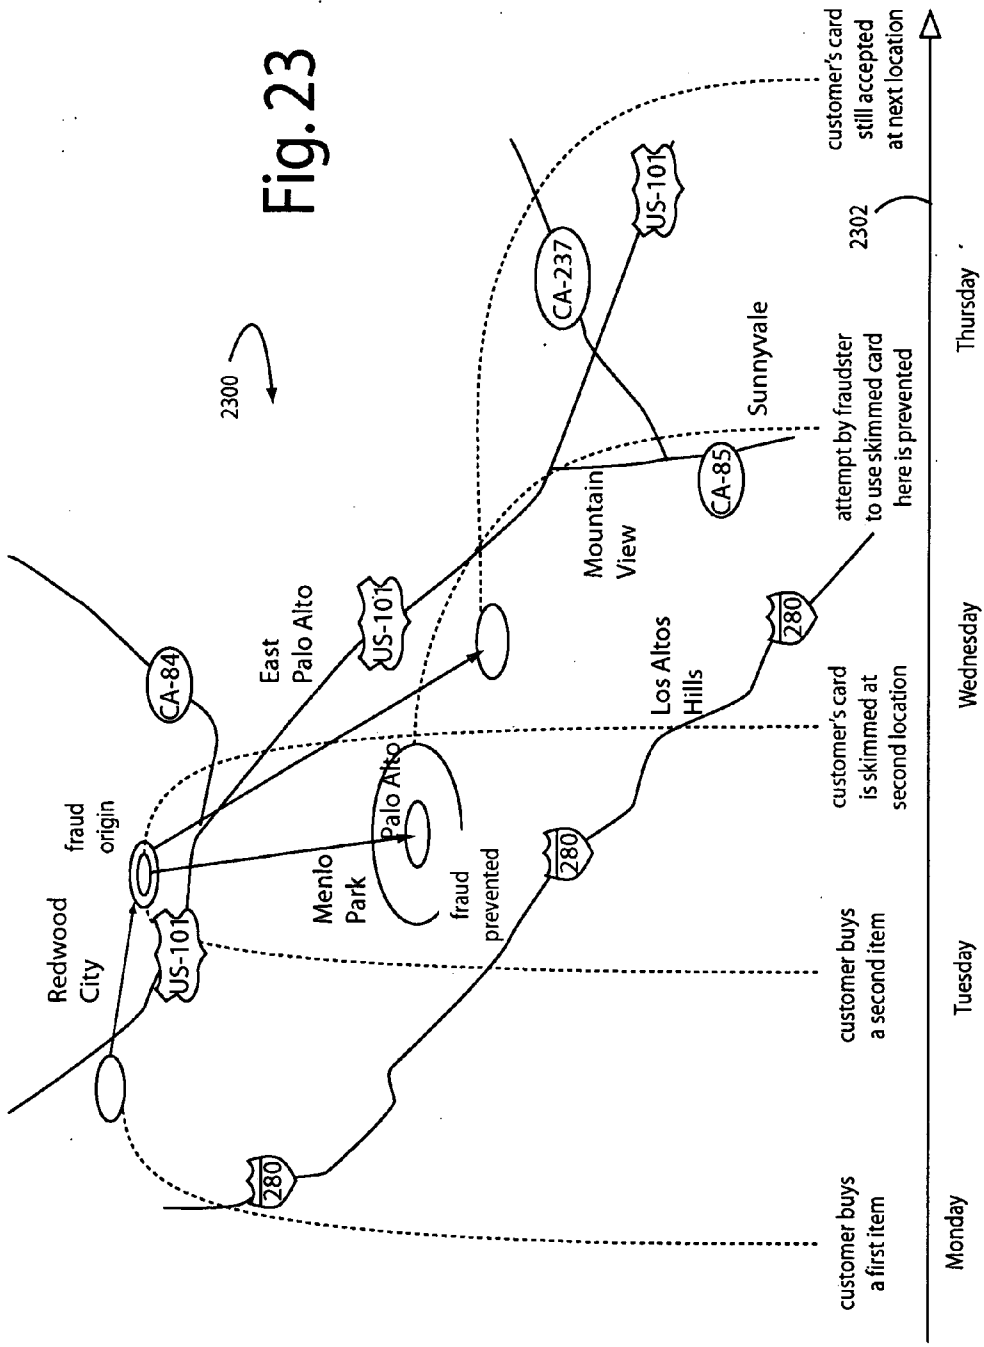 Fig. 23
2300
CA-84
fraud
origin
Redwood
City
US-101
East
Palo Alto
US-101
Menlo
Park
Palo Alto
fraud
prevented
CA-237
US-101
Mountain
View
CA-85
Sunnyvale
Los Altos
Hills
280
280
280
2302
customer buys
a first item
customer buys
a second item
customer's card
is skimmed at
second location
attempt by fraudster
to use skimmed card
here is prevented
customer's card
still accepted
at next location
Monday
Tuesday
Wednesday
Thursday